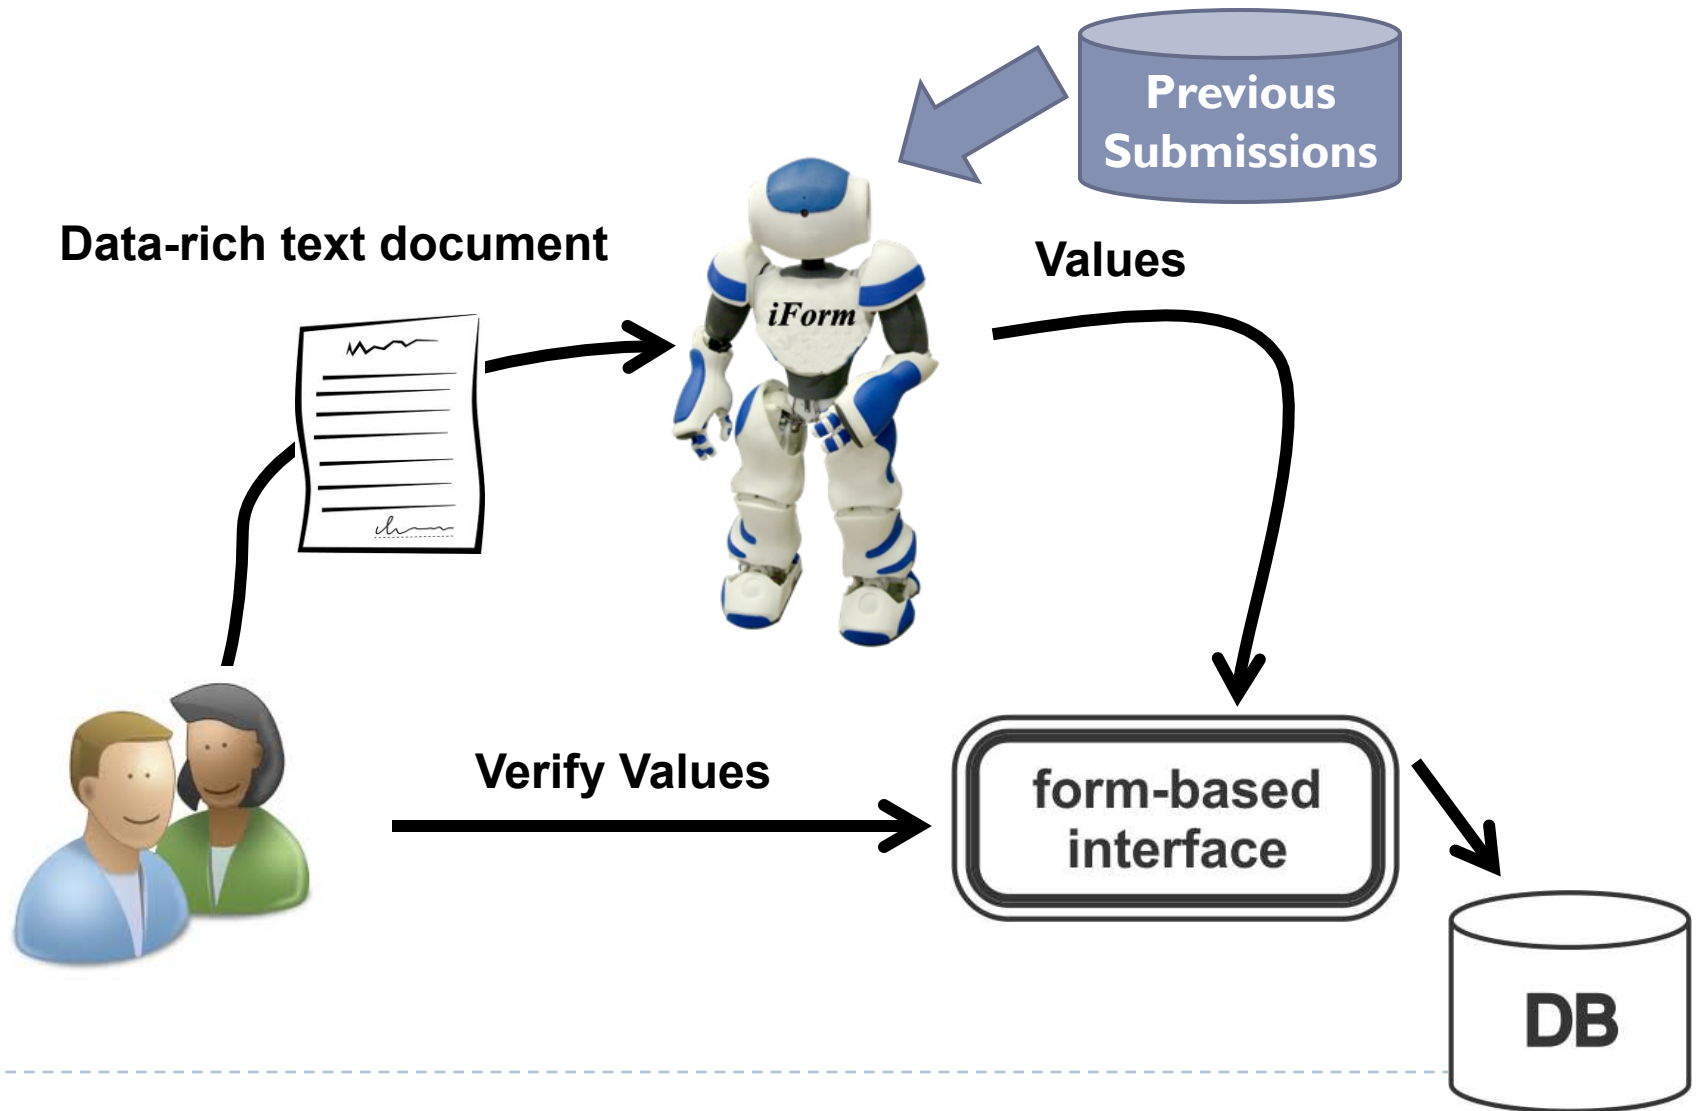 Previous
Submissions
Data-rich text document
Values
iForm
Verify Values
form-based
interface
DB